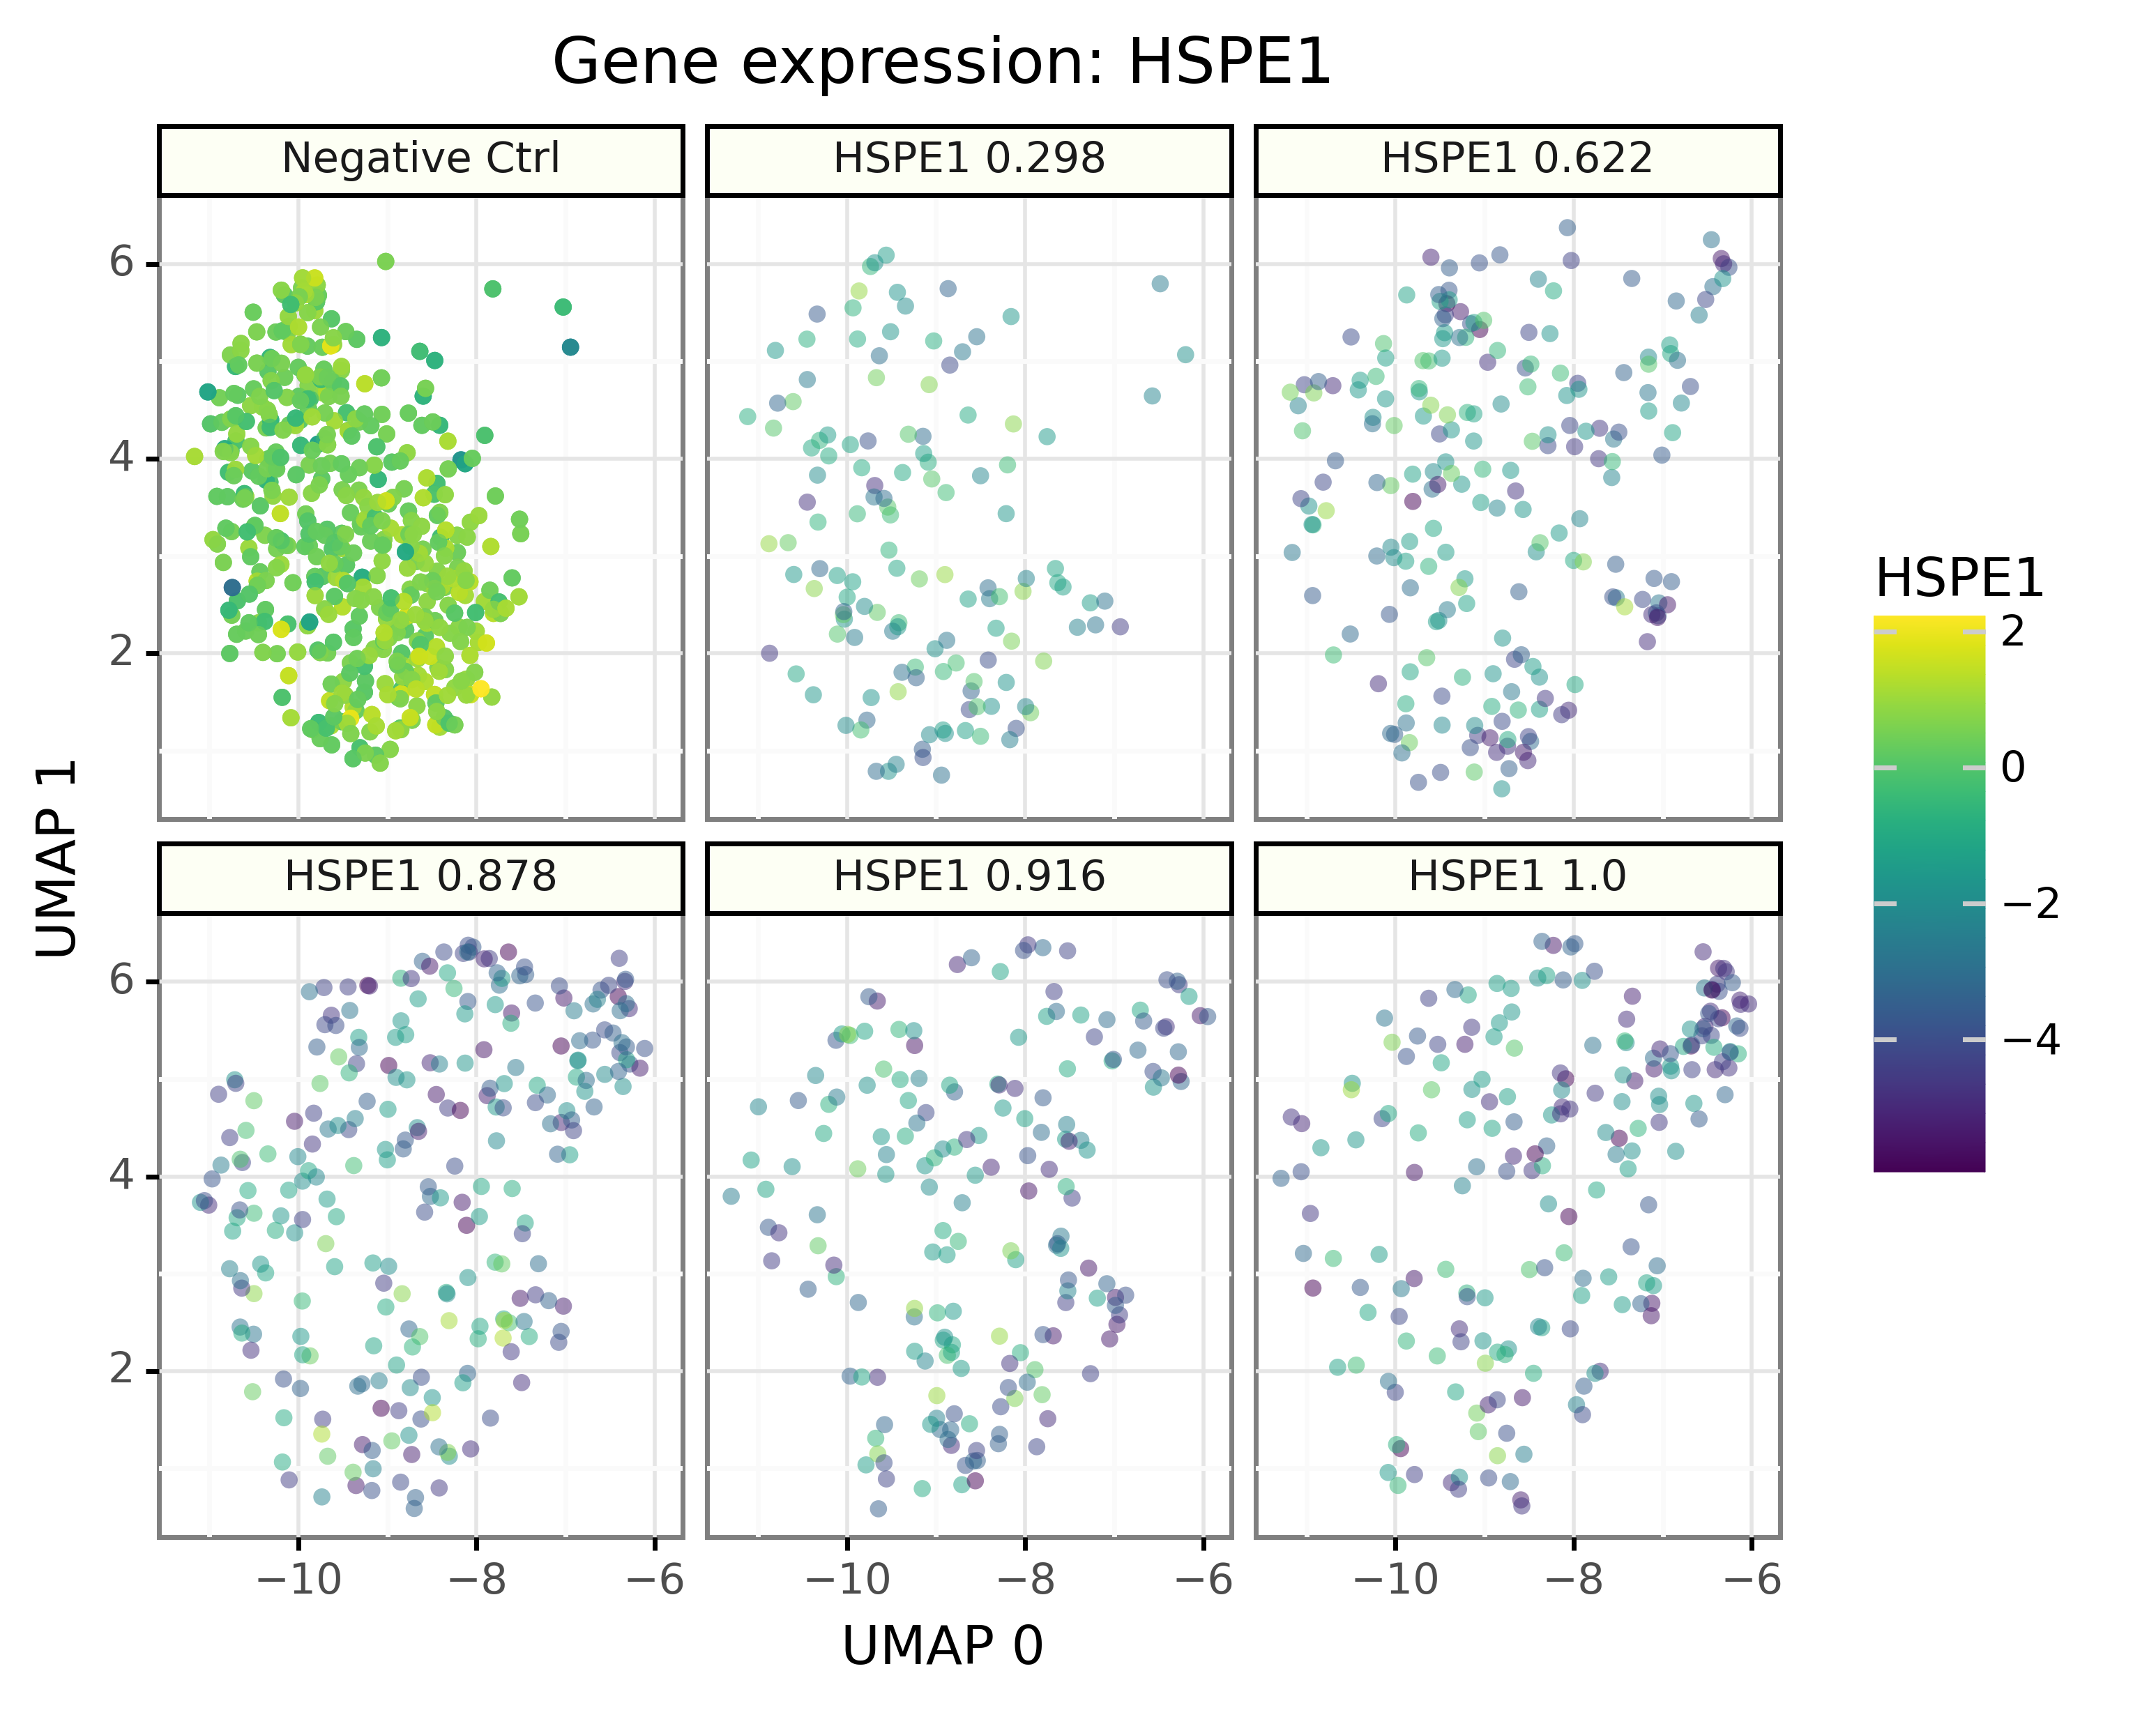 Gene expression: HSPE1
Negative Ctrl
HSPE1 0.298
HSPE1 0.622
6
4
2
HSPE1 0.878
HSPE1 0.916
HSPE1 1.0
6
4
2
−10
−8
−6
−10
−8
−6
−10
−8
−6
UMAP 0
UMAP 1
HSPE1
2
0
−2
−4